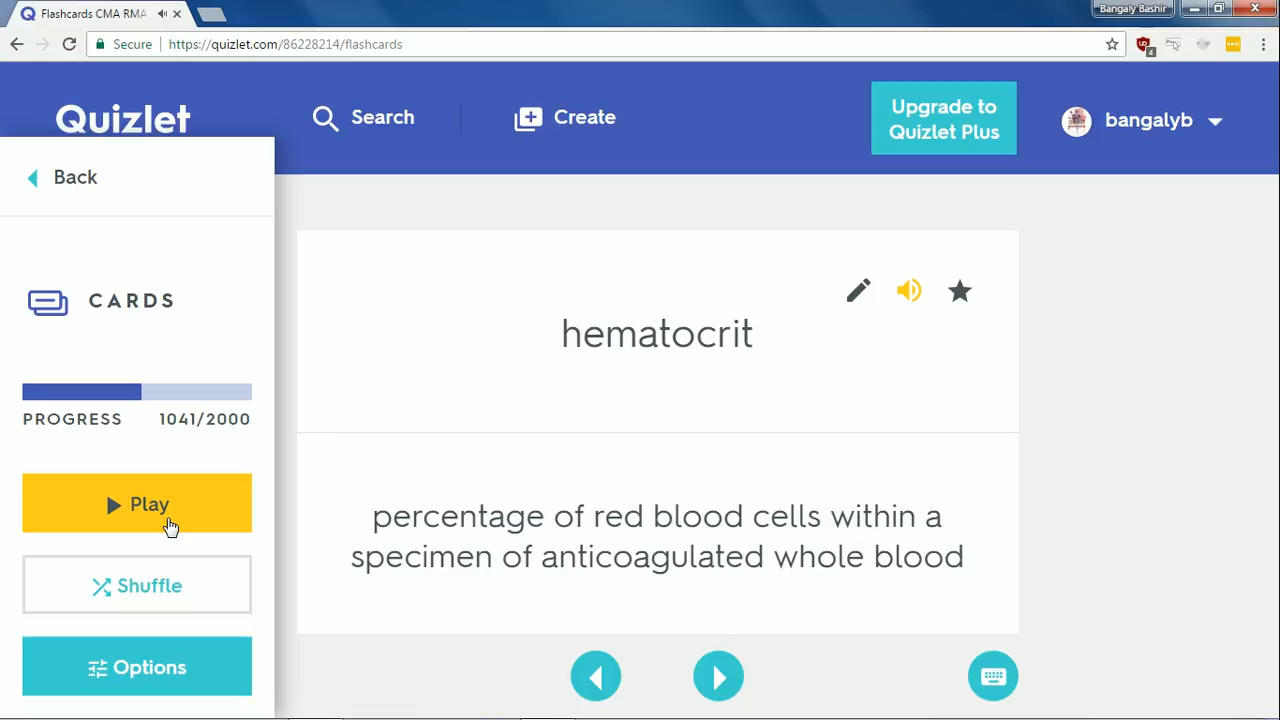 Flashcards CMA RMA
Bangaly Bashir
Secure
https://quizlet.com/86228214/flashcards
4
Quizlet
Search
Create
Upgrade to
Quizlet Plus
bangalyb
Back
CARDS
PROGRESS 1041/2000
Play
Shuffle
Options
hematocrit
percentage of red blood cells within a
specimen of anticoagulated whole blood